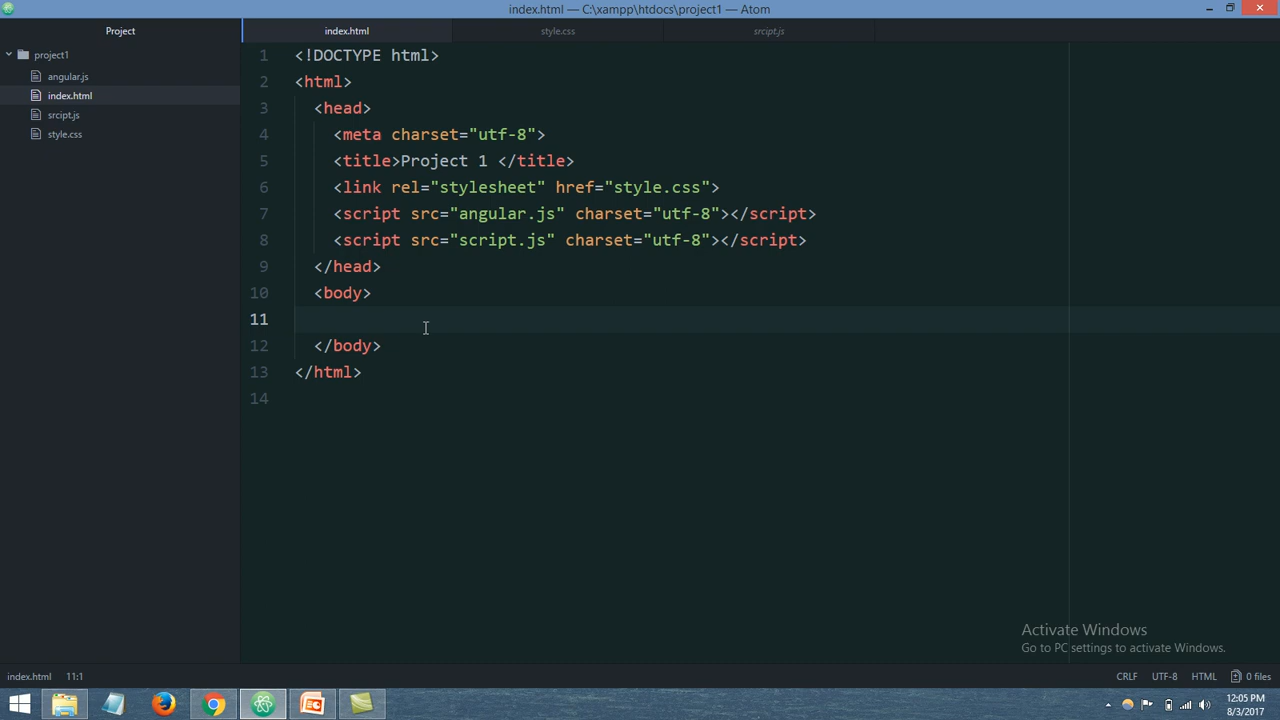 index.html — C:\xampp\htdocs\project1 — Atom
Project
project1
angular.js
index.html
srcipt.js
style.css
index.html
style.css
srcipt.js
1 <!DOCTYPE html>
2 <html>
3 <head>
4 <meta charset="utf-8">
5 <title>Project 1 </title>
6 <link rel="stylesheet" href="style.css">
7 <script src="angular.js" charset="utf-8"></script>
8 <script src="script.js" charset="utf-8"></script>
9 </head>
10 <body>
11
12 </body>
13 </html>
14
Activate Windows
Go to PC settings to activate Windows.
index.html 11:1 CRLF UTF-8 HTML 0 files
12:05 PM
8/3/2017